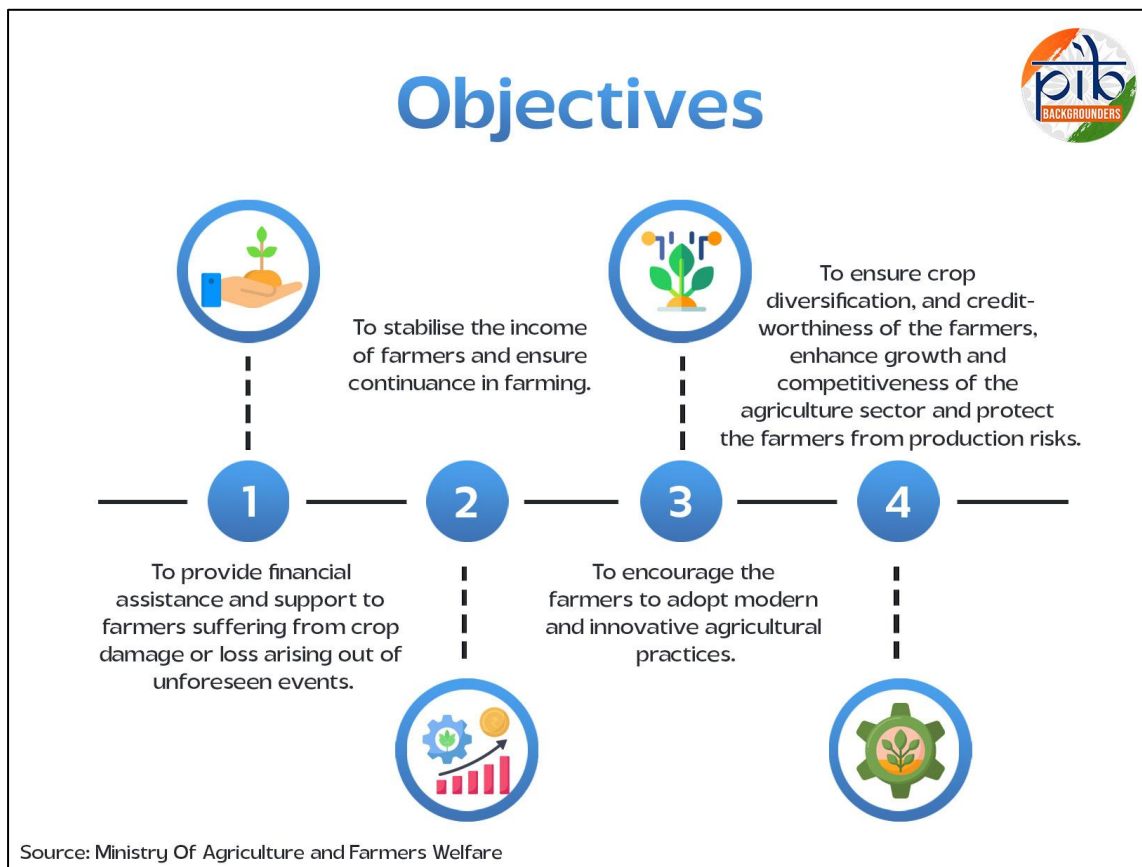 Objectives
pib
BACKGROUNDERS
1
To provide financial
assistance and support to
farmers suffering from crop
damage or loss arising out of
unforeseen events.
To stabilise the income
of farmers and ensure
continuance in farming.
2
3
To encourage the
farmers to adopt modern
and innovative agricultural
practices.
To ensure crop
diversification, and credit-
worthiness of the farmers,
enhance growth and
competitiveness of the
agriculture sector and protect
the farmers from production risks.
4
Source: Ministry Of Agriculture and Farmers Welfare